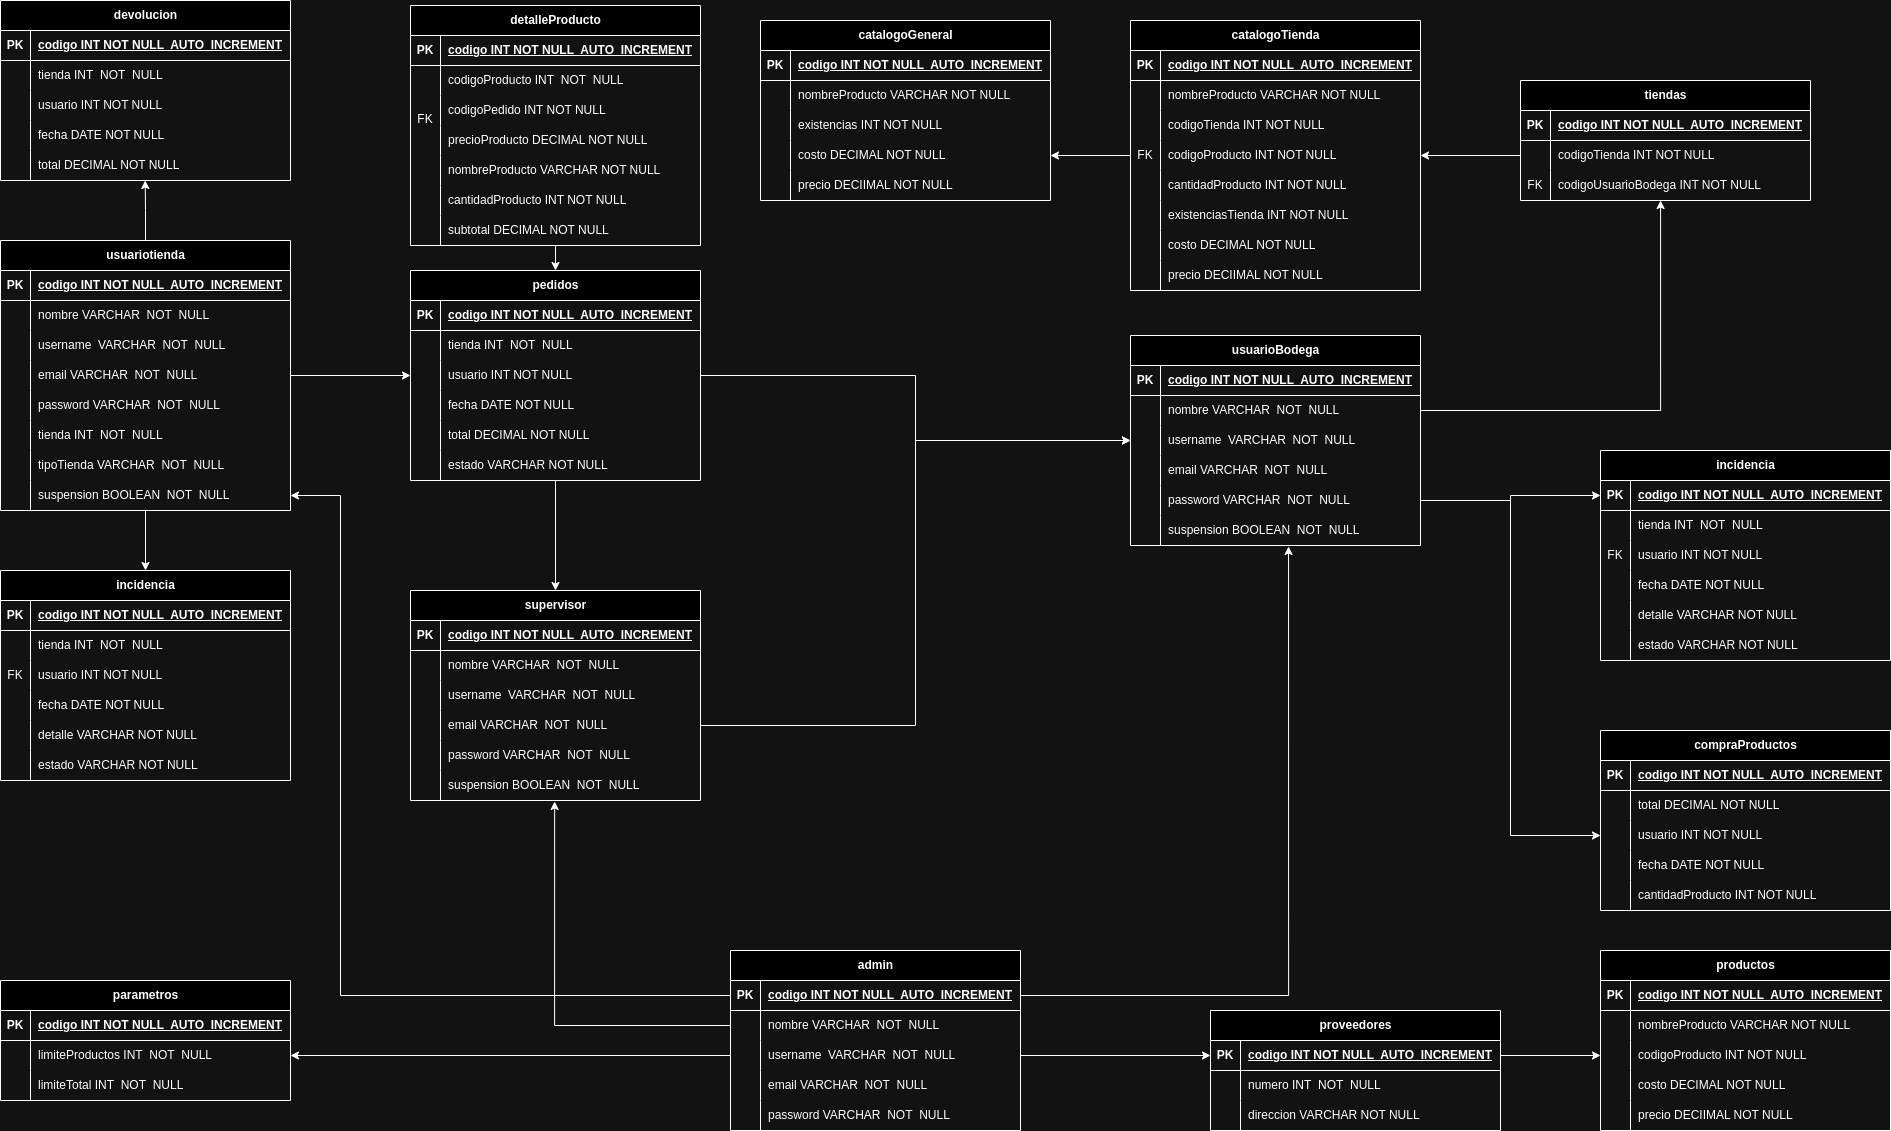 devolucion
PK codigo INT NOT NULL AUTO_INCREMENT
tienda INT NOT NULL
usuario INT NOT NULL
fecha DATE NOT NULL
total DECIMAL NOT NULL
detalleProducto
PK codigo INT NOT NULL AUTO_INCREMENT
codigoProducto INT NOT NULL
FK codigoPedido INT NOT NULL
precioProducto DECIMAL NOT NULL
nombreProducto VARCHAR NOT NULL
cantidadProducto INT NOT NULL
subtotal DECIMAL NOT NULL
catalogoGeneral
PK codigo INT NOT NULL AUTO_INCREMENT
nombreProducto VARCHAR NOT NULL
existencias INT NOT NULL
costo DECIMAL NOT NULL
precio DECIIMAL NOT NULL
catalogoTienda
PK codigo INT NOT NULL AUTO_INCREMENT
nombreProducto VARCHAR NOT NULL
codigoTienda INT NOT NULL
FK codigoProducto INT NOT NULL
cantidadProducto INT NOT NULL
existenciasTienda INT NOT NULL
costo DECIMAL NOT NULL
precio DECIIMAL NOT NULL
tiendas
PK codigo INT NOT NULL AUTO_INCREMENT
codigoTienda INT NOT NULL
FK codigoUsuarioBodega INT NOT NULL
usuariotienda
PK codigo INT NOT NULL AUTO_INCREMENT
nombre VARCHAR NOT NULL
username VARCHAR NOT NULL
email VARCHAR NOT NULL
password VARCHAR NOT NULL
tienda INT NOT NULL
tipoTienda VARCHAR NOT NULL
suspension BOOLEAN NOT NULL
pedidos
PK codigo INT NOT NULL AUTO_INCREMENT
tienda INT NOT NULL
usuario INT NOT NULL
fecha DATE NOT NULL
total DECIMAL NOT NULL
estado VARCHAR NOT NULL
usuarioBodega
PK codigo INT NOT NULL AUTO_INCREMENT
nombre VARCHAR NOT NULL
username VARCHAR NOT NULL
email VARCHAR NOT NULL
password VARCHAR NOT NULL
suspension BOOLEAN NOT NULL
incidencia
PK codigo INT NOT NULL AUTO_INCREMENT
tienda INT NOT NULL
FK usuario INT NOT NULL
fecha DATE NOT NULL
detalle VARCHAR NOT NULL
estado VARCHAR NOT NULL
incidencia
PK codigo INT NOT NULL AUTO_INCREMENT
tienda INT NOT NULL
FK usuario INT NOT NULL
fecha DATE NOT NULL
detalle VARCHAR NOT NULL
estado VARCHAR NOT NULL
supervisor
PK codigo INT NOT NULL AUTO_INCREMENT
nombre VARCHAR NOT NULL
username VARCHAR NOT NULL
email VARCHAR NOT NULL
password VARCHAR NOT NULL
suspension BOOLEAN NOT NULL
compraProductos
PK codigo INT NOT NULL AUTO_INCREMENT
total DECIMAL NOT NULL
usuario INT NOT NULL
fecha DATE NOT NULL
cantidadProducto INT NOT NULL
parametros
PK codigo INT NOT NULL AUTO_INCREMENT
limiteProductos INT NOT NULL
limiteTotal INT NOT NULL
admin
PK codigo INT NOT NULL AUTO_INCREMENT
nombre VARCHAR NOT NULL
username VARCHAR NOT NULL
email VARCHAR NOT NULL
password VARCHAR NOT NULL
proveedores
PK codigo INT NOT NULL AUTO_INCREMENT
numero INT NOT NULL
direccion VARCHAR NOT NULL
productos
PK codigo INT NOT NULL AUTO_INCREMENT
nombreProducto VARCHAR NOT NULL
codigoProducto INT NOT NULL
costo DECIMAL NOT NULL
precio DECIIMAL NOT NULL